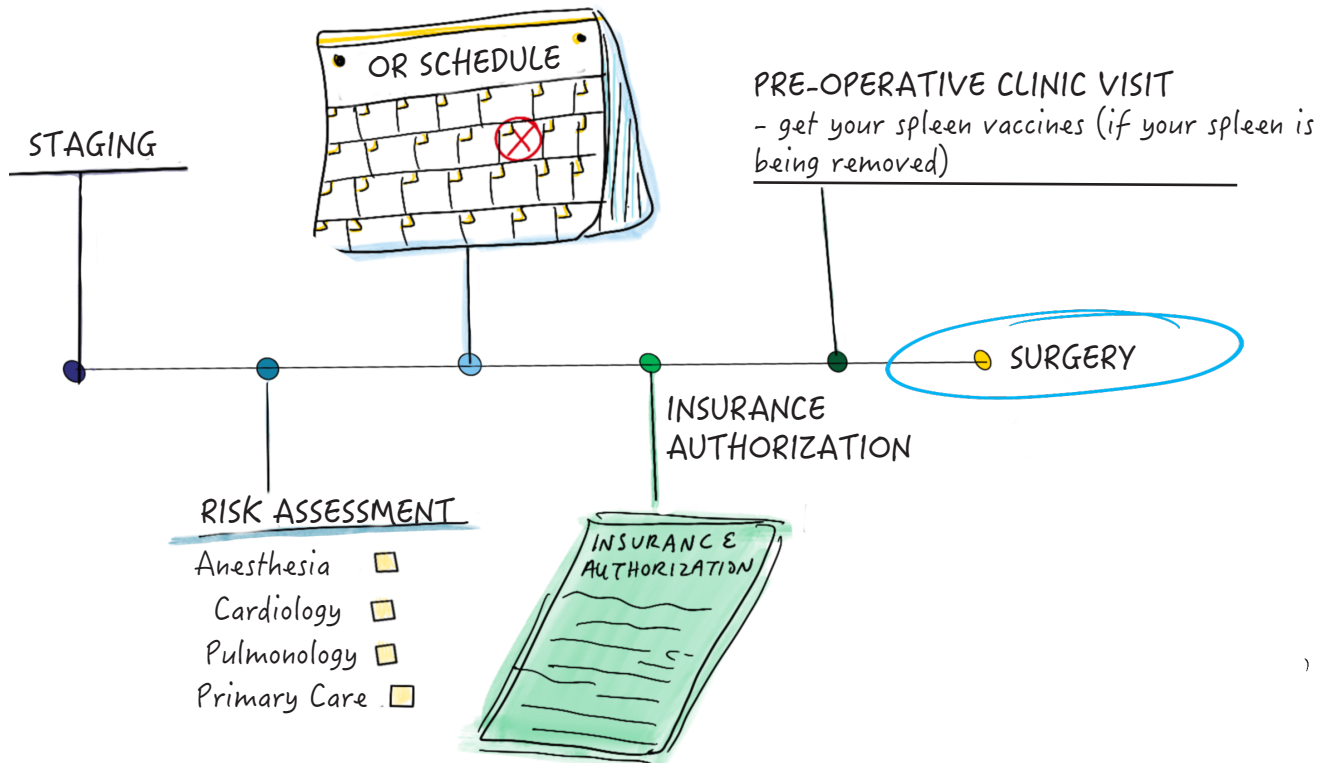 STAGING
OR SCHEDULE
PRE-OPERATIVE CLINIC VISIT
- get your spleen vaccines (if your spleen is
being removed)
SURGERY
INSURANCE
AUTHORIZATION
RISK ASSESSMENT
Anesthesia
Cardiology
Pulmonology
Primary Care
INSURANCE
AUTHORIZATION
)